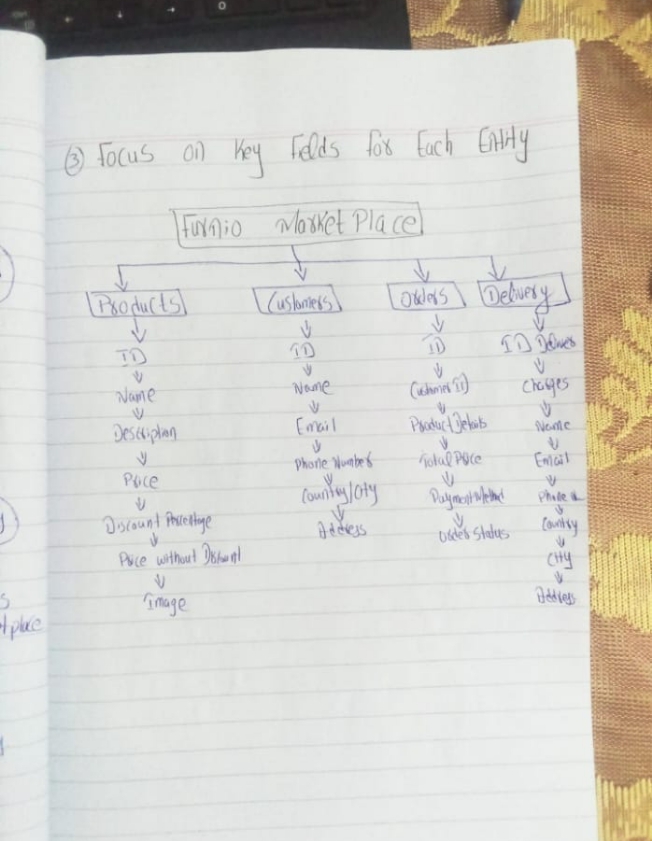 ③ Focus on Key Fields for Each Entity
Furnio Market Place
Products
Customers
Orders
Delivery
ID
Name
Description
Price
Discount Percentage
Price without Discount
Image
ID
Name
Email
Phone Number
Country/City
Address
ID
Customer ID
Product Details
Total Price
Payment Method
Order Status
ID
Charges
Name
Email
Phone
Country
City
Address
place